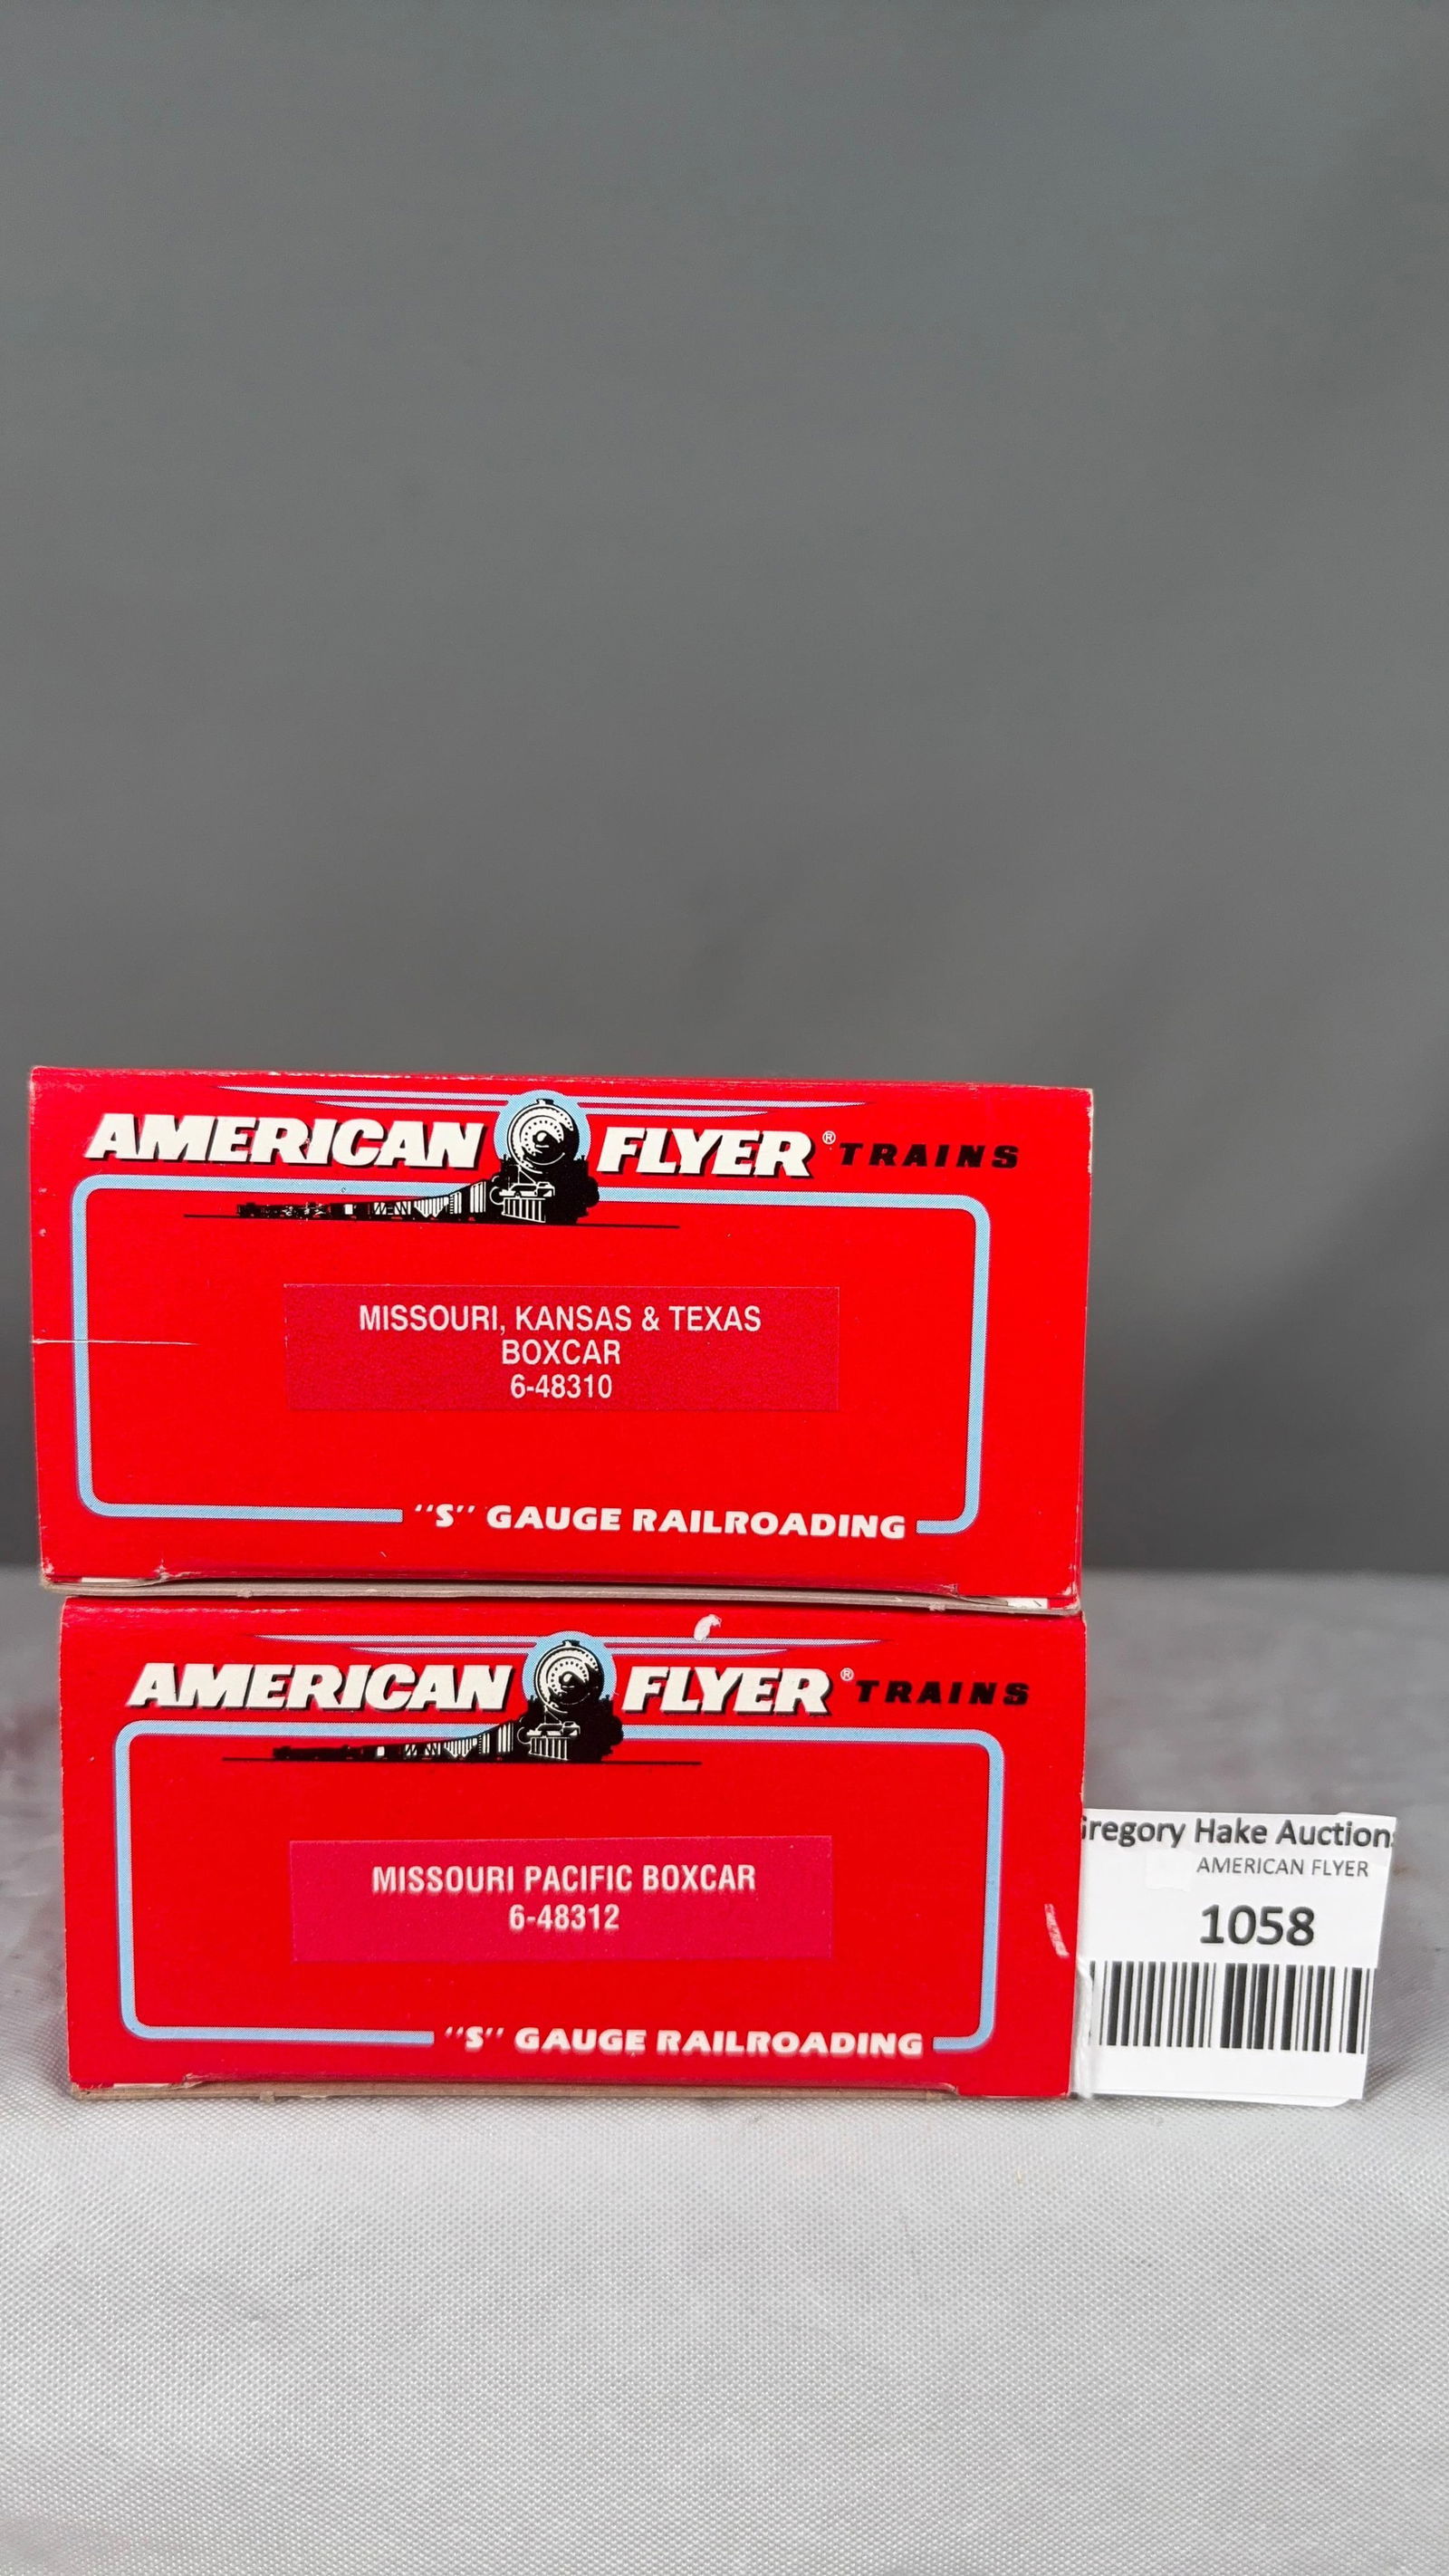 AMERICAN FLYER® TRAINS
MISSOURI, KANSAS & TEXAS
BOXCAR
6-48310
"S" GAUGE RAILROADING
AMERICAN FLYER® TRAINS
MISSOURI PACIFIC BOXCAR
6-48312
"S" GAUGE RAILROADING
Gregory Hake Auctions
AMERICAN FLYER
1058